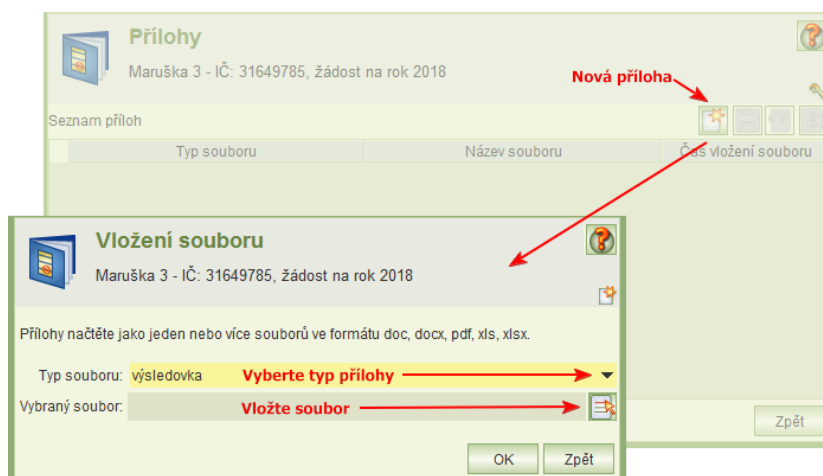 Přílohy
Maruška 3 - IČ: 31649785, žádost na rok 2018
Nová příloha
Seznam příloh
Typ souboru Název souboru Čas vložení souboru
Vložení souboru
Maruška 3 - IČ: 31649785, žádost na rok 2018
Přílohy načtěte jako jeden nebo více souborů ve formátu doc, docx, pdf, xls, xlsx.
Typ souboru: výsledovka Vyberte typ přílohy
Vybraný soubor: Vložte soubor
Zpět
OK Zpět